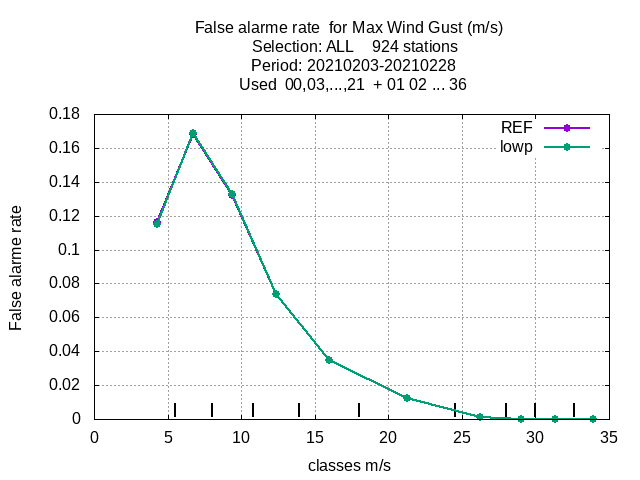 False alarme rate  for Max Wind Gust (m/s)
Selection: ALL    924 stations
Period: 20210203-20210228
Used  00,03,...,21  + 01 02 ... 36
REF
lowp
0.18
0.16
0.14
0.12
0.1
0.08
0.06
0.04
0.02
0
False alarme rate
0 5 10 15 20 25 30 35
classes m/s